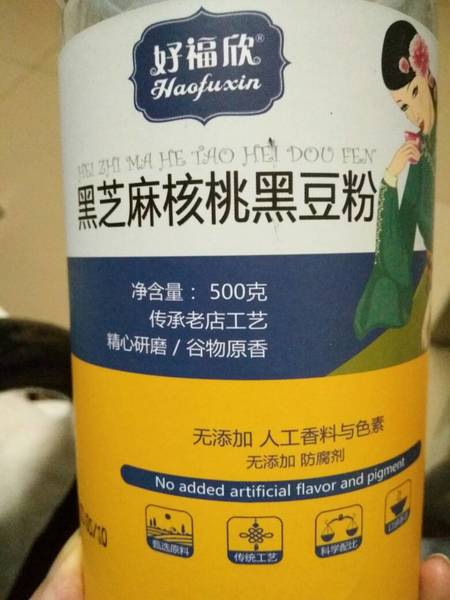 好福欣®
Haofuxin
HEI ZHI MA HE TAO HEI DOU FEN
黑芝麻核桃黑豆粉
净含量： 500克
传承老店工艺
精心研磨 / 谷物原香
无添加 人工香料与色素
无添加 防腐剂
No added artificial flavor and pigment
甄选原料
传统工艺
科学配比